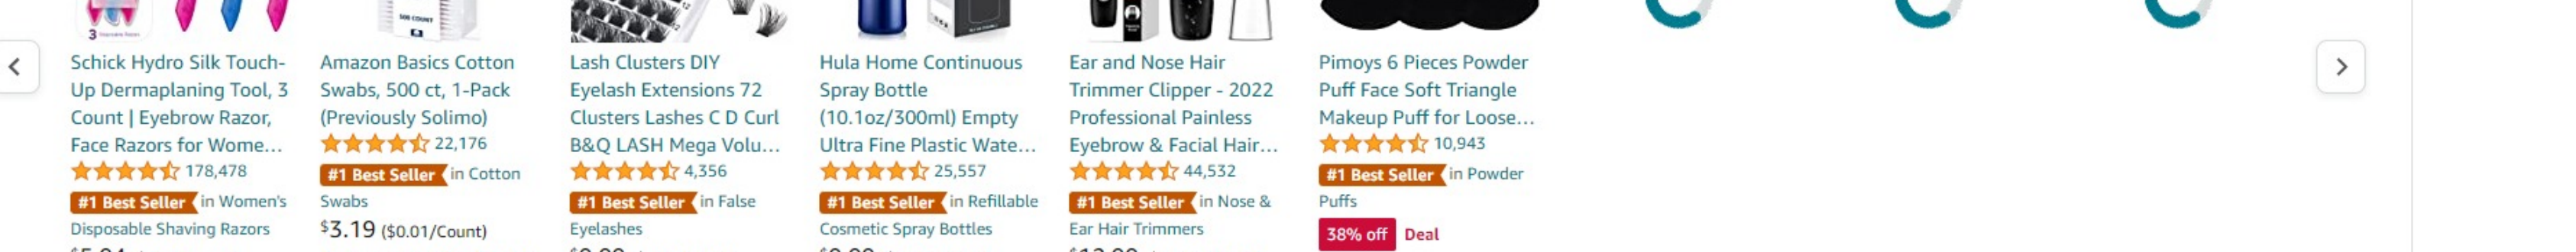 3 Disposable Razors
500 COUNT
Schick Hydro Silk Touch-
Up Dermaplaning Tool, 3
Count | Eyebrow Razor,
Face Razors for Wome...
178,478
#1 Best Seller in Women's
Disposable Shaving Razors
Amazon Basics Cotton
Swabs, 500 ct, 1-Pack
(Previously Solimo)
22,176
#1 Best Seller in Cotton
Swabs
$3.19 ($0.01/Count)
Lash Clusters DIY
Eyelash Extensions 72
Clusters Lashes C D Curl
B&Q LASH Mega Volu...
4,356
#1 Best Seller in False
Eyelashes
Hula Home Continuous
Spray Bottle
(10.1oz/300ml) Empty
Ultra Fine Plastic Wate...
25,557
#1 Best Seller in Refillable
Cosmetic Spray Bottles
Ear and Nose Hair
Trimmer Clipper - 2022
Professional Painless
Eyebrow & Facial Hair...
44,532
#1 Best Seller in Nose &
Ear Hair Trimmers
Pimoys 6 Pieces Powder
Puff Face Soft Triangle
Makeup Puff for Loose...
10,943
#1 Best Seller in Powder
Puffs
38% off Deal